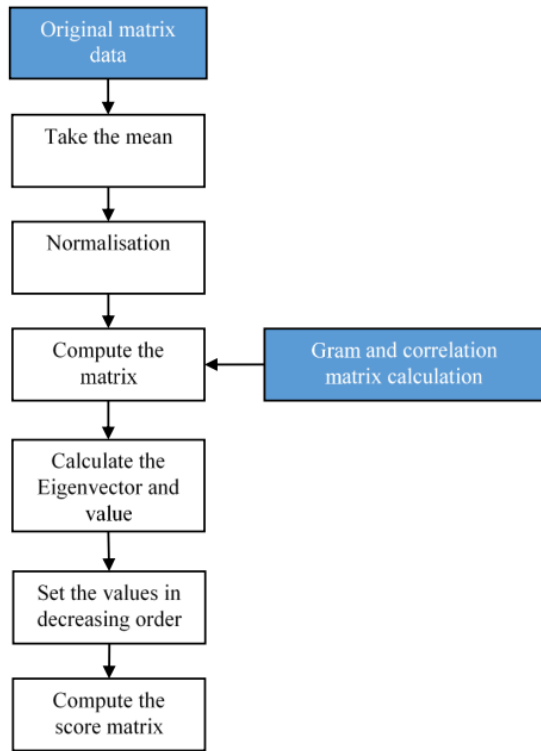 Original matrix
data
Take the mean
Normalisation
Compute the
matrix
Gram and correlation
matrix calculation
Calculate the
Eigenvector and
value
Set the values in
decreasing order
Compute the
score matrix